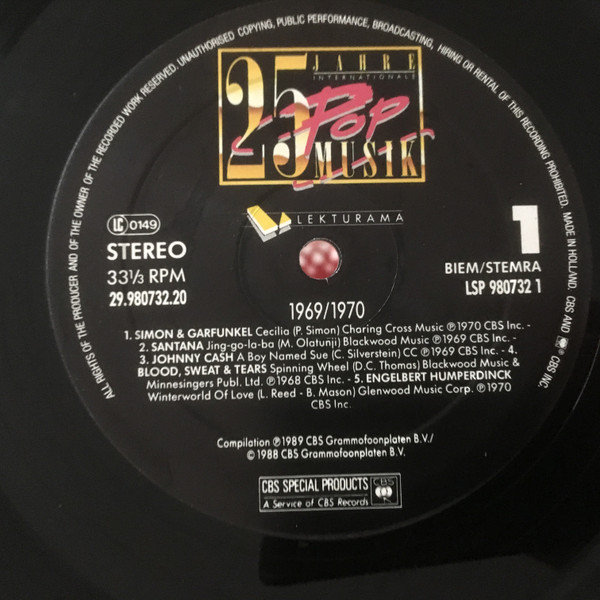 ALL RIGHTS OF THE PRODUCER AND OF THE OWNER OF THE RECORDED WORK RESERVED. UNAUTHORISED COPYING, PUBLIC PERFORMANCE, BROADCASTING, HIRING OR RENTAL OF THIS RECORDING PROHIBITED. MADE IN HOLLAND. CBS AND ARE ® CBS INC.
25 JAHRE
INTERNATIONALE
Pop
MUSIK
LEKTURAMA
LC 0149
STEREO
33⅓ RPM
29.980732.20
1
BIEM/STEMRA
LSP 980732 1
1969/1970
1. SIMON & GARFUNKEL Cecilia (P. Simon) Charing Cross Music ℗1970 CBS Inc. -
2. SANTANA Jing-go-la-ba (M. Olatunji) Blackwood Music ℗1969 CBS Inc. -
3. JOHNNY CASH A Boy Named Sue (C. Silverstein) CC ℗1969 CBS Inc. - 4.
BLOOD, SWEAT & TEARS Spinning Wheel (D.C. Thomas) Blackwood Music &
Minnesingers Publ. Ltd. ℗1968 CBS Inc. - 5. ENGELBERT HUMPERDINCK
Winterworld Of Love (L. Reed - B. Mason) Glenwood Music Corp. ℗1970
CBS Inc.
Compilation ℗1989 CBS Grammofoonplaten B.V./
© 1988 CBS Grammofoonplaten B.V.
CBS SPECIAL PRODUCTS CBS
A Service of CBS Records